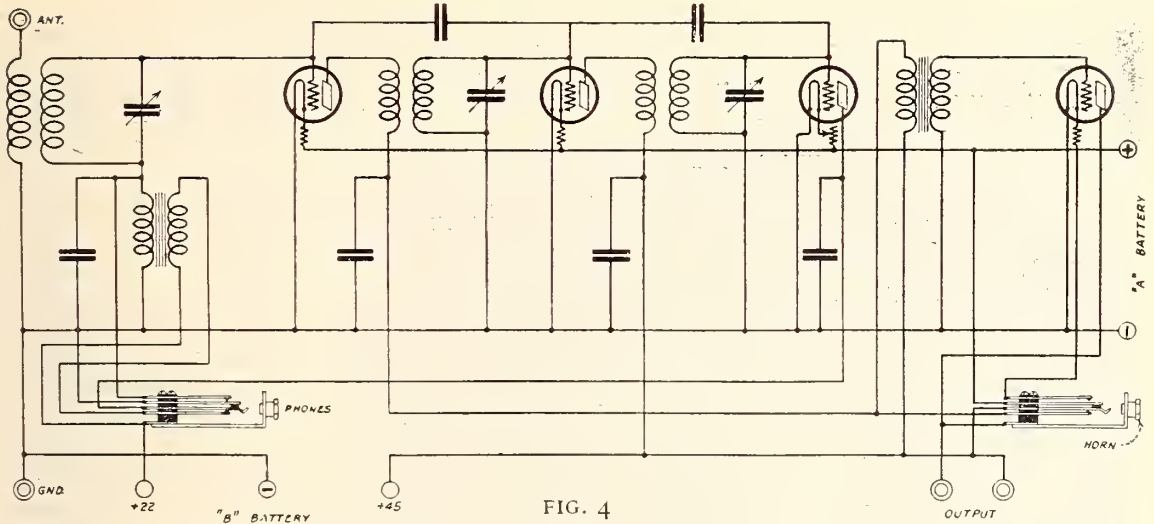 ANT.
+
"A" BATTERY
−
PHONES
HORN
GND.
+22
−
"B" BATTERY
+45
FIG. 4
OUTPUT